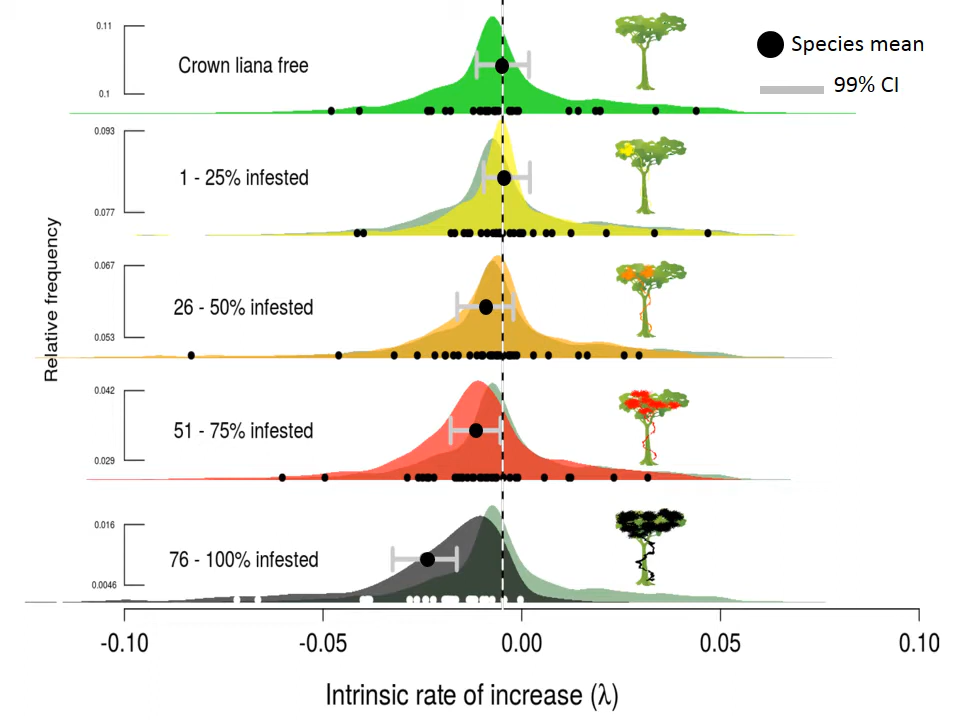 Species mean
99% CI
0.11
Crown liana free
0.1
0.093
1 - 25% infested
0.077
0.067
26 - 50% infested
0.053
0.042
51 - 75% infested
0.029
0.016
76 - 100% infested
0.0046
Relative frequency
-0.10 -0.05 0.00 0.05 0.10
Intrinsic rate of increase (λ)